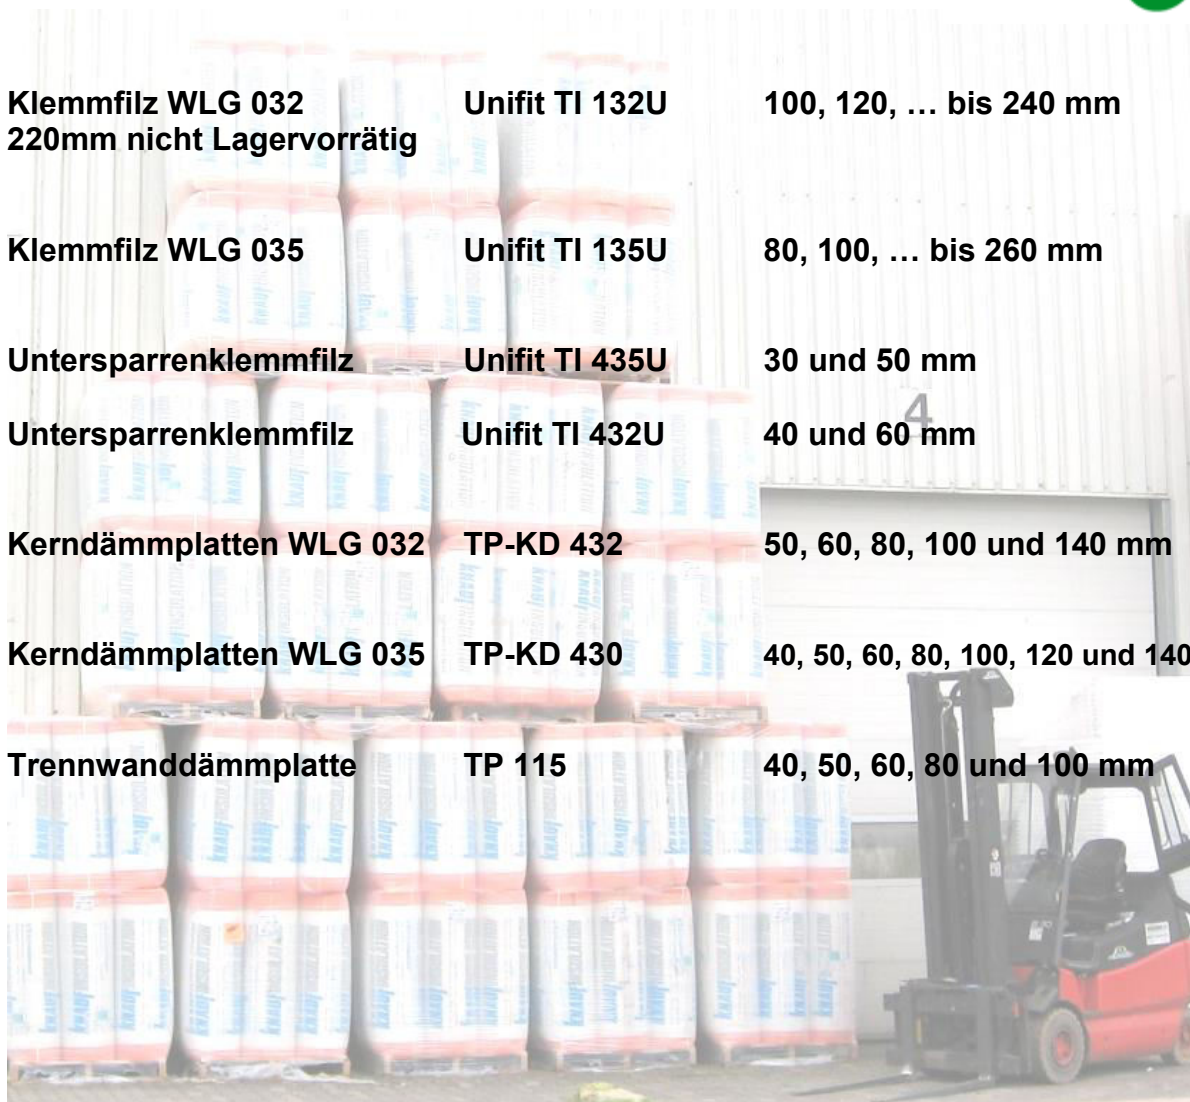 Klemmfilz WLG 032 Unifit TI 132U 100, 120, … bis 240 mm
220mm nicht Lagervorrätig
Klemmfilz WLG 035 Unifit TI 135U 80, 100, … bis 260 mm
Untersparrenklemmfilz Unifit TI 435U 30 und 50 mm
4
Untersparrenklemmfilz Unifit TI 432U 40 und 60 mm
Kerndämmplatten WLG 032 TP-KD 432 50, 60, 80, 100 und 140 mm
Kerndämmplatten WLG 035 TP-KD 430 40, 50, 60, 80, 100, 120 und 140
Trennwanddämmplatte TP 115 40, 50, 60, 80 und 100 mm